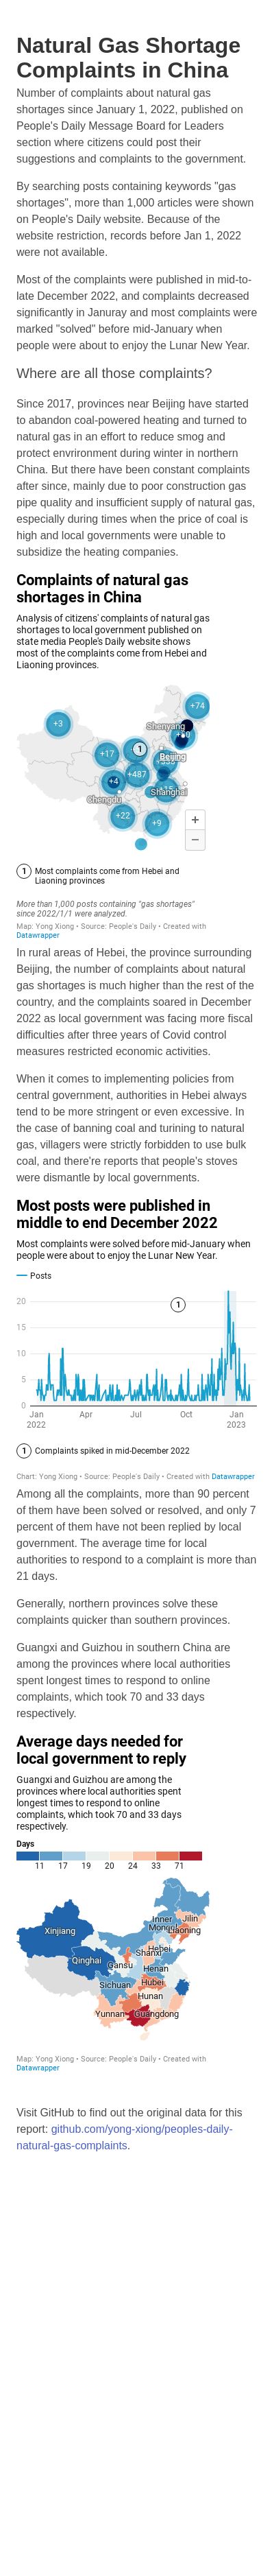 Natural Gas Shortage
Complaints in China
Number of complaints about natural gas
shortages since January 1, 2022, published on
People's Daily Message Board for Leaders
section where citizens could post their
suggestions and complaints to the government.
By searching posts containing keywords "gas
shortages", more than 1,000 articles were shown
on People's Daily website. Because of the
website restriction, records before Jan 1, 2022
were not available.
Most of the complaints were published in mid-to-
late December 2022, and complaints decreased
significantly in Januray and most complaints were
marked "solved" before mid-January when
people were about to enjoy the Lunar New Year.
Where are all those complaints?
Since 2017, provinces near Beijing have started
to abandon coal-powered heating and turned to
natural gas in an effort to reduce smog and
protect envrionment during winter in northern
China. But there have been constant complaints
after since, mainly due to poor construction gas
pipe quality and insufficient supply of natural gas,
especially during times when the price of coal is
high and local governments were unable to
subsidize the heating companies.
Complaints of natural gas
shortages in China
Analysis of citizens' complaints of natural gas
shortages to local government published on
state media People's Daily website shows
most of the complaints come from Hebei and
Liaoning provinces.
+74
+3
Shenyang
+17
1
Beijing
+487
+4
Shanghai
Chengdu
+22
+9
+
−
1 Most complaints come from Hebei and
Liaoning provinces
More than 1,000 posts containing "gas shortages"
since 2022/1/1 were analyzed.
Map: Yong Xiong • Source: People's Daily • Created with
Datawrapper
In rural areas of Hebei, the province surrounding
Beijing, the number of complaints about natural
gas shortages is much higher than the rest of the
country, and the complaints soared in December
2022 as local government was facing more fiscal
difficulties after three years of Covid control
measures restricted economic activities.
When it comes to implementing policies from
central government, authorities in Hebei always
tend to be more stringent or even excessive. In
the case of banning coal and turining to natural
gas, villagers were strictly forbidden to use bulk
coal, and there're reports that people's stoves
were dismantle by local governments.
Most posts were published in
middle to end December 2022
Most complaints were solved before mid-January when
people were about to enjoy the Lunar New Year.
Posts
20
1
15
10
5
0
Jan Apr Jul Oct Jan
2022 2023
1 Complaints spiked in mid-December 2022
Chart: Yong Xiong • Source: People's Daily • Created with Datawrapper
Among all the complaints, more than 90 percent
of them have been solved or resolved, and only 7
percent of them have not been replied by local
government. The average time for local
authorities to respond to a complaint is more than
21 days.
Generally, northern provinces solve these
complaints quicker than southern provinces.
Guangxi and Guizhou in southern China are
among the provinces where local authorities
spent longest times to respond to online
complaints, which took 70 and 33 days
respectively.
Average days needed for
local government to reply
Guangxi and Guizhou are among the
provinces where local authorities spent
longest times to respond to online
complaints, which took 70 and 33 days
respectively.
Days
11 17 19 20 24 33 71
Inner Jilin
Mongol Liaoning
Xinjiang
Hebei
Shanxi
Qinghai Gansu
Henan
Sichuan Hubei
Hunan
Yunnan Guangdong
Map: Yong Xiong • Source: People's Daily • Created with
Datawrapper
Visit GitHub to find out the original data for this
report: github.com/yong-xiong/peoples-daily-
natural-gas-complaints.